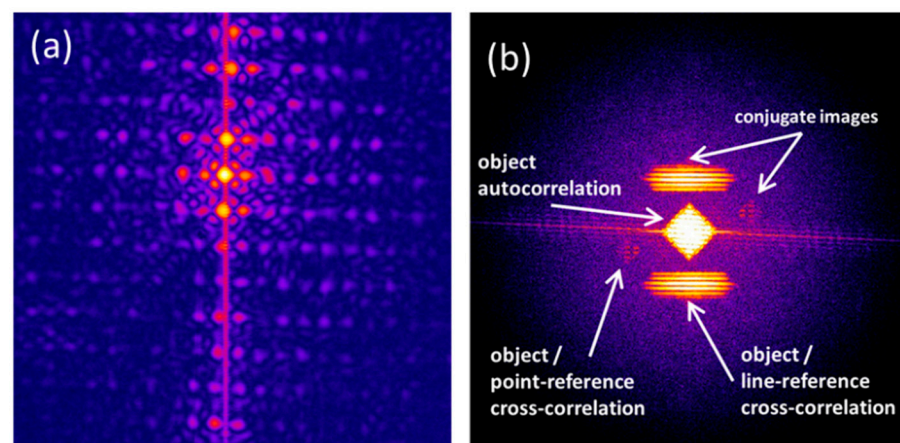 (a)
(b)
conjugate images
object
autocorrelation
object /
point-reference
cross-correlation
object /
line-reference
cross-correlation